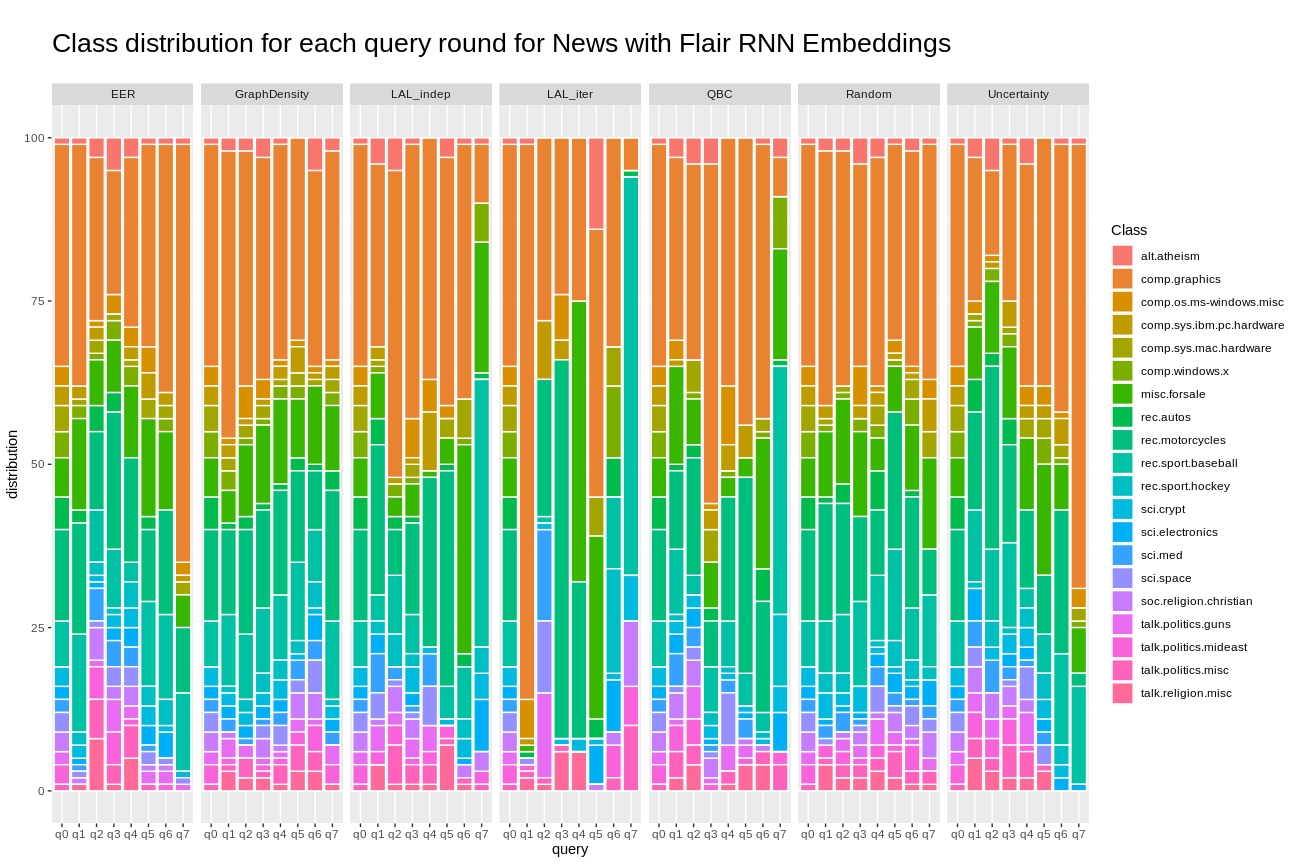 Class distribution for each query round for News with Flair RNN Embeddings
EER GraphDensity LAL_indep LAL_iter QBC Random Uncertainty
100
75
50
25
0
distribution
q0 q1 q2 q3 q4 q5 q6 q7 q0 q1 q2 q3 q4 q5 q6 q7 q0 q1 q2 q3 q4 q5 q6 q7 q0 q1 q2 q3 q4 q5 q6 q7 q0 q1 q2 q3 q4 q5 q6 q7 q0 q1 q2 q3 q4 q5 q6 q7 q0 q1 q2 q3 q4 q5 q6 q7
query
Class
alt.atheism
comp.graphics
comp.os.ms-windows.misc
comp.sys.ibm.pc.hardware
comp.sys.mac.hardware
comp.windows.x
misc.forsale
rec.autos
rec.motorcycles
rec.sport.baseball
rec.sport.hockey
sci.crypt
sci.electronics
sci.med
sci.space
soc.religion.christian
talk.politics.guns
talk.politics.mideast
talk.politics.misc
talk.religion.misc